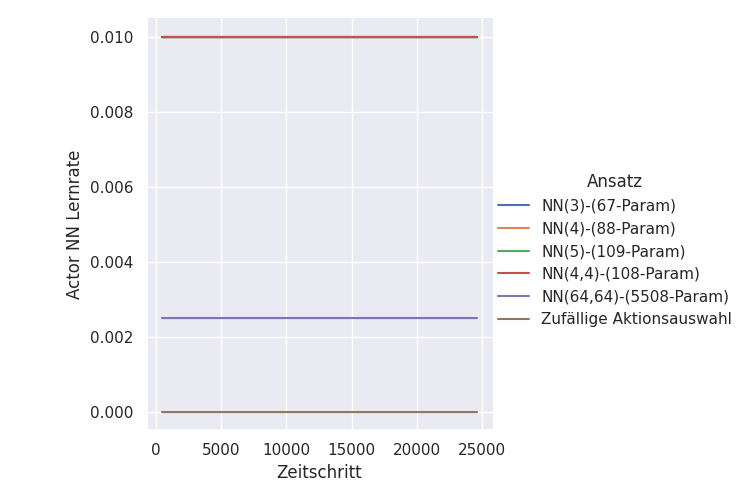 0.010
0.008
0.006
0.004
0.002
0.000
Actor NN Lernrate
0 5000 10000 15000 20000 25000
Zeitschritt
Ansatz
NN(3)-(67-Param)
NN(4)-(88-Param)
NN(5)-(109-Param)
NN(4,4)-(108-Param)
NN(64,64)-(5508-Param)
Zufällige Aktionsauswahl